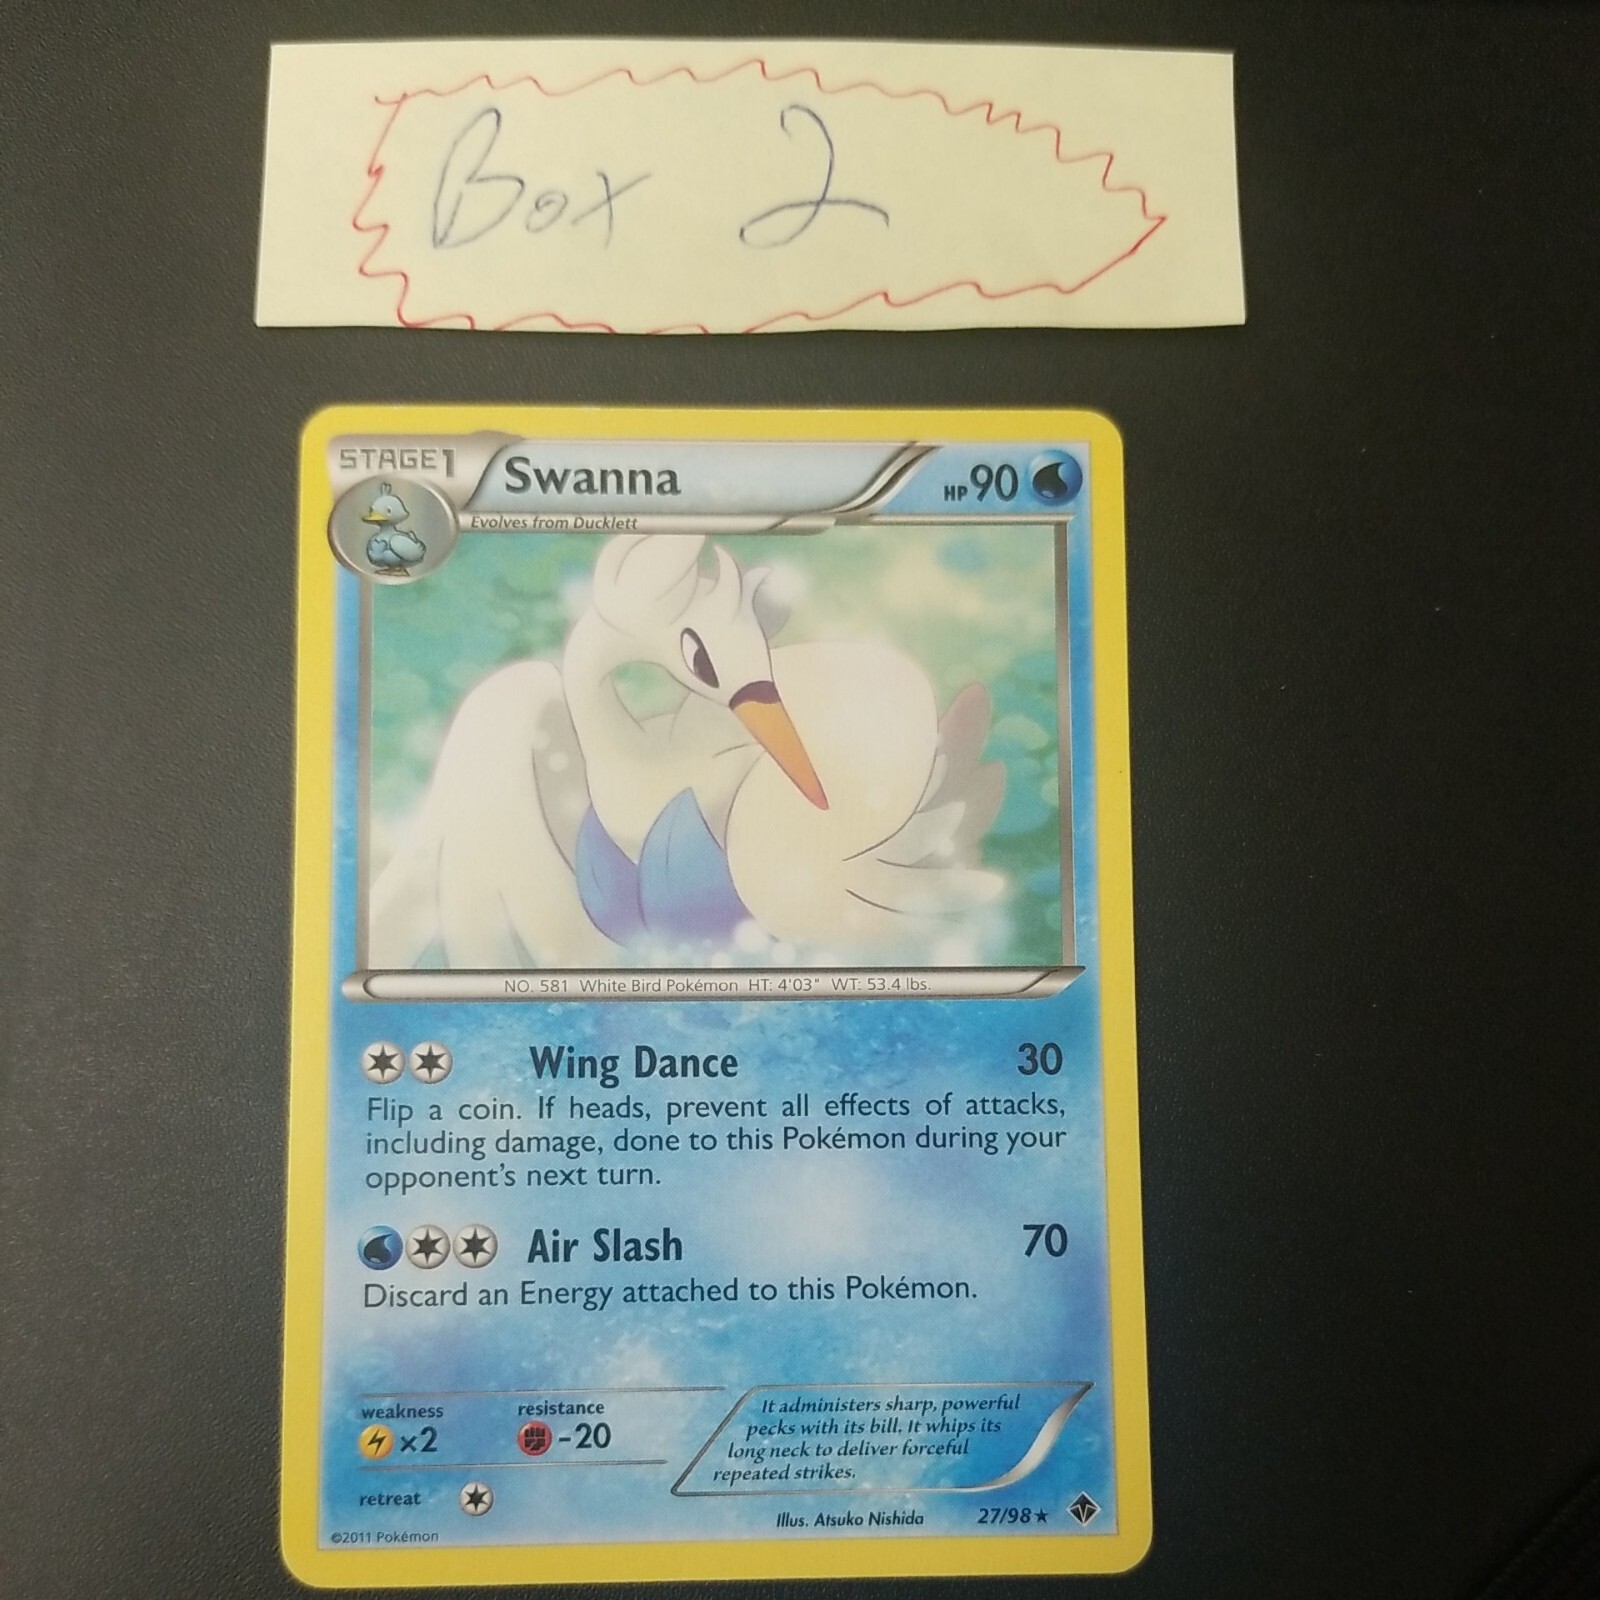 Box 2
STAGE1 Swanna HP90
Evolves from Ducklett
NO. 581 White Bird Pokémon HT: 4'03" WT: 53.4 lbs.
Wing Dance 30
Flip a coin. If heads, prevent all effects of attacks,
including damage, done to this Pokémon during your
opponent's next turn.
Air Slash 70
Discard an Energy attached to this Pokémon.
weakness resistance
×2 -20
It administers sharp, powerful
pecks with its bill. It whips its
long neck to deliver forceful
repeated strikes.
retreat
Illus. Atsuko Nishida 27/98★
©2011 Pokémon